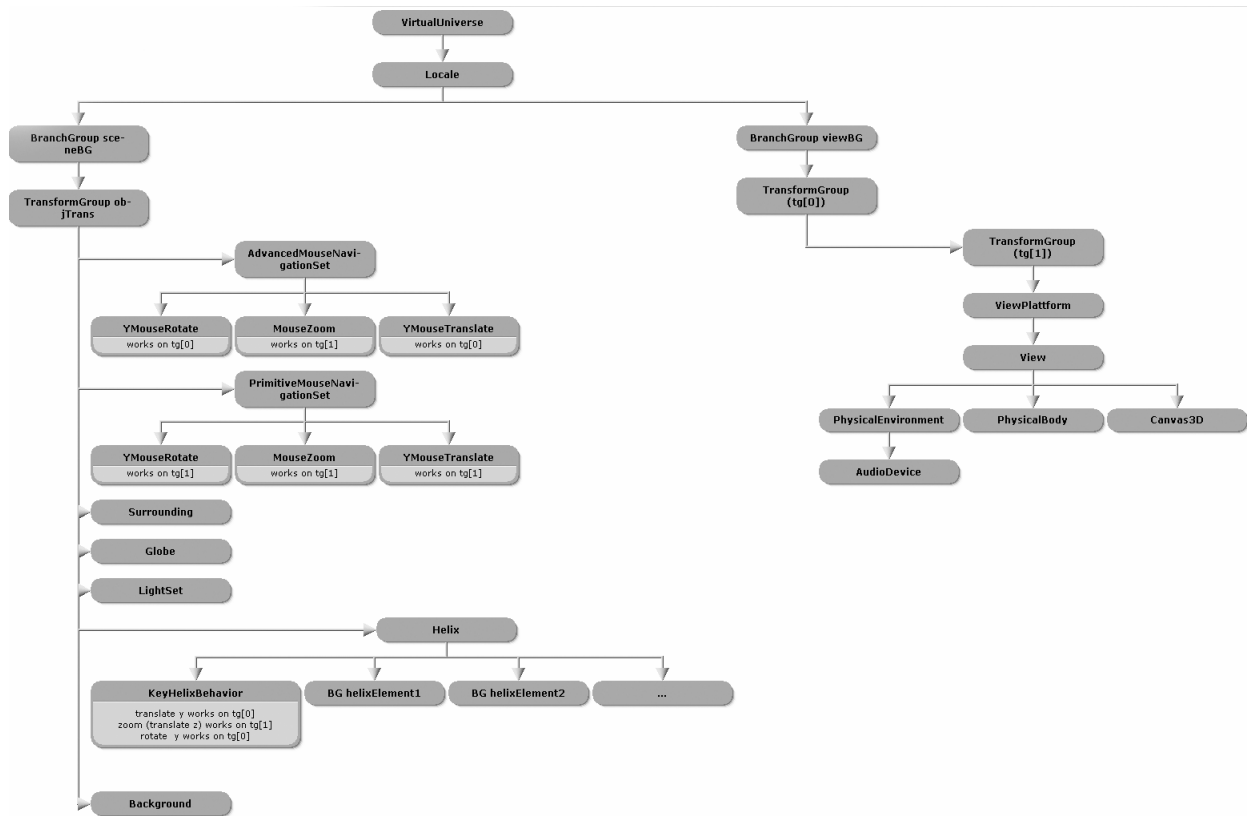 VirtualUniverse
Locale
BranchGroup sce-
neBG
BranchGroup viewBG
TransformGroup ob-
jTrans
TransformGroup
(tg[0])
AdvancedMouseNavi-
gationSet
TransformGroup
(tg[1])
ViewPlattform
YMouseRotate
works on tg[0]
MouseZoom
works on tg[1]
YMouseTranslate
works on tg[0]
View
PrimitiveMouseNavi-
gationSet
PhysicalEnvironment
PhysicalBody
Canvas3D
YMouseRotate
works on tg[1]
MouseZoom
works on tg[1]
YMouseTranslate
works on tg[1]
AudioDevice
Surrounding
Globe
LightSet
Helix
KeyHelixBehavior
translate y works on tg[0]
zoom (translate z) works on tg[1]
rotate y works on tg[0]
BG helixElement1
BG helixElement2
...
Background